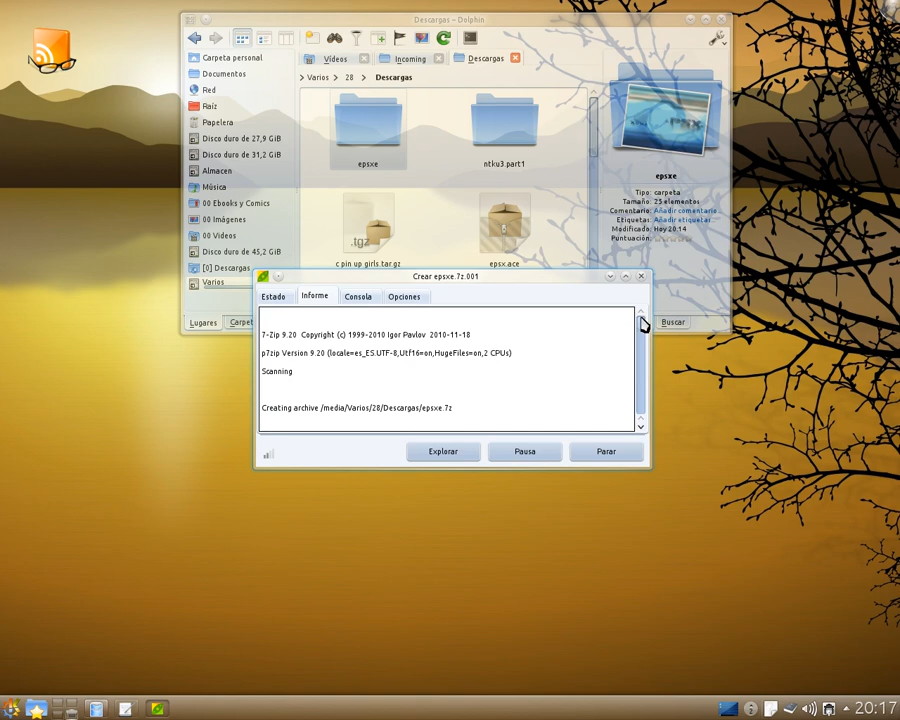 Descargas – Dolphin
Vídeos
Incoming
Descargas
Varios
28
Descargas
Carpeta personal
Documentos
Red
Raíz
Papelera
Disco duro de 27,9 GiB
Disco duro de 31,2 GiB
Almacen
Música
00 Ebooks y Comics
00 Imágenes
00 Videos
Disco duro de 45,2 GiB
[0] Descargas
Varios
Lugares
Carpet
epsxe
ntku3.part1
.tgz
c pin up girls.tar.gz
epsx.ace
epsxe
Tipo: carpeta
Tamaño: 25 elementos
Comentario: Añadir comentario...
Etiquetas: Añadir etiquetas...
Modificado: Hoy 20:14
Puntuación:
Buscar
Crear epsxe.7z.001
Estado
Informe
Consola
Opciones
7-Zip 9.20 Copyright (c) 1999-2010 Igor Pavlov 2010-11-18
p7zip Version 9.20 (locale=es_ES.UTF-8,Utf16=on,HugeFiles=on,2 CPUs)
Scanning
Creating archive /media/Varios/28/Descargas/epsxe.7z
Explorar
Pausa
Parar
20:17